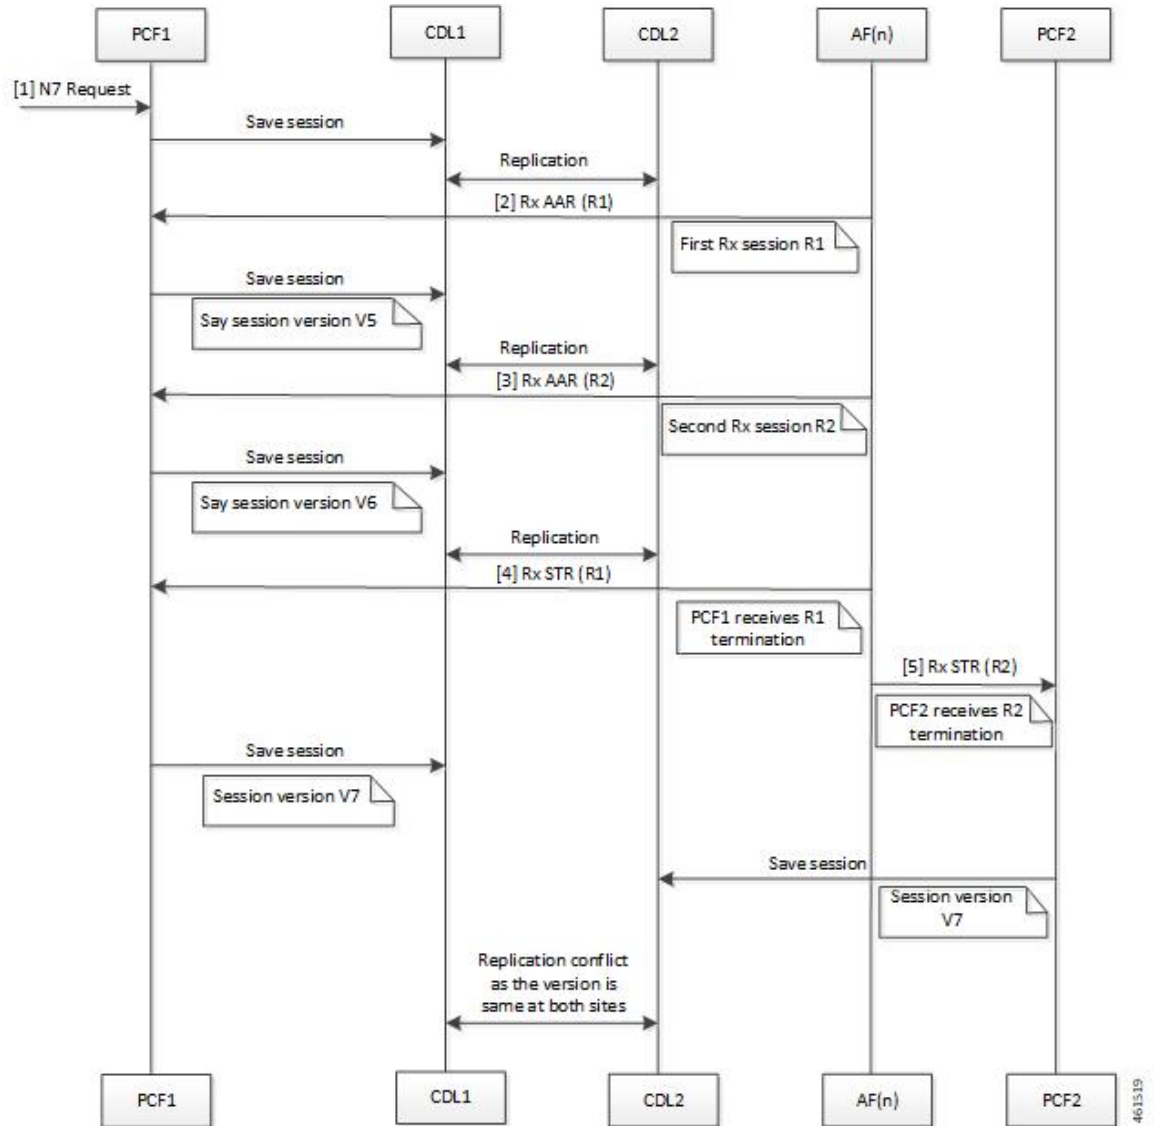 PCF1
CDL1
CDL2
AF(n)
PCF2
[1] N7 Request
Save session
Replication
[2] Rx AAR (R1)
First Rx session R1
Save session
Say session version V5
Replication
[3] Rx AAR (R2)
Second Rx session R2
Save session
Say session version V6
Replication
[4] Rx STR (R1)
PCF1 receives R1
termination
[5] Rx STR (R2)
PCF2 receives R2
termination
Save session
Session version V7
Save session
Session version
V7
Replication conflict
as the version is
same at both sites
PCF1
CDL1
CDL2
AF(n)
PCF2
461519